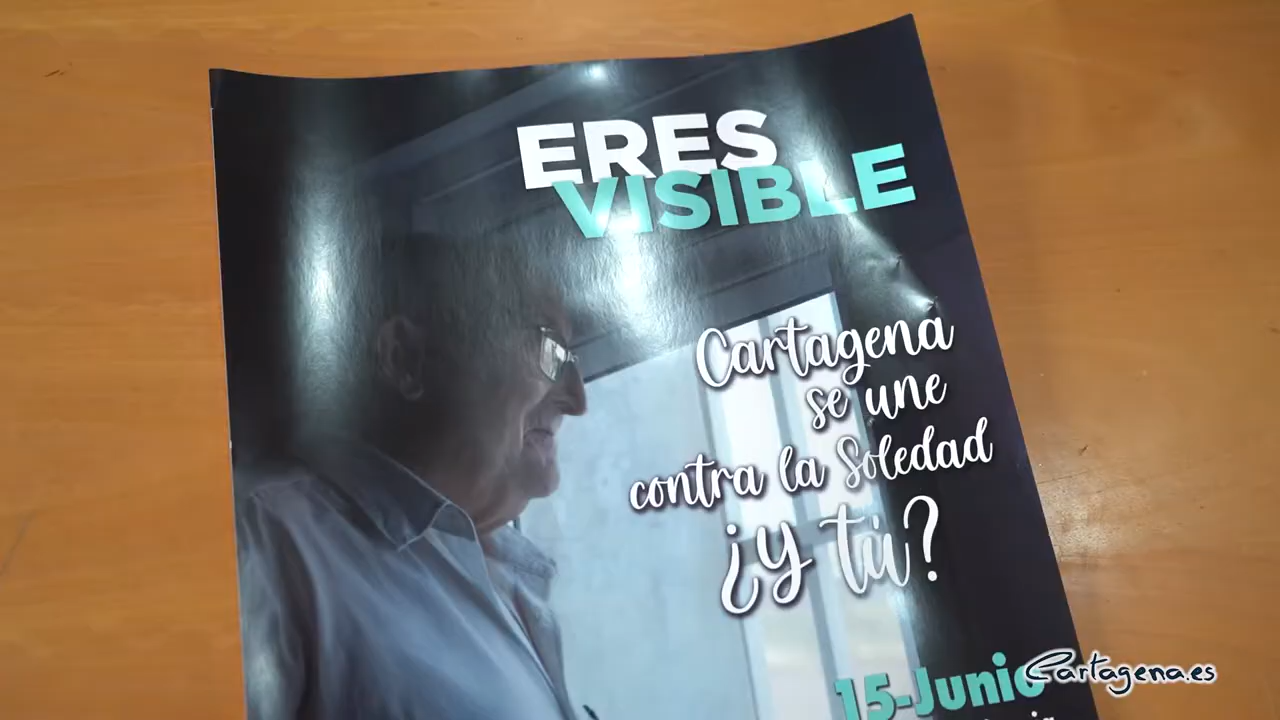 ERES
VISIBLE
Cartagena
se une
contra la Soledad
¿y tú?
15-Junio
Cartagena.es